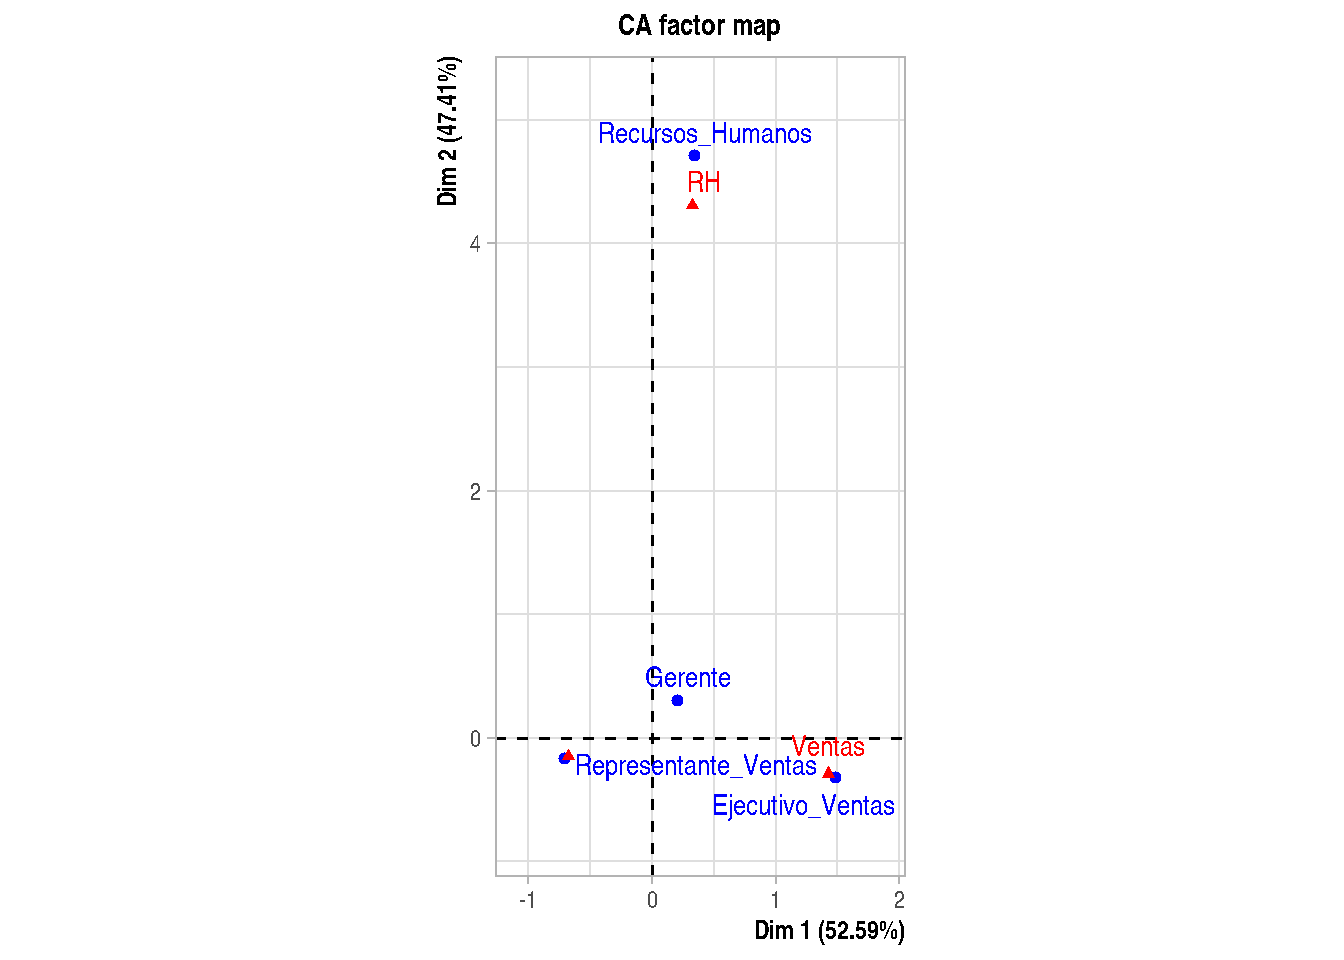 CA factor map
Dim 2 (47.41%)
Recursos_Humanos
RH
4
2
Gerente
0
Ventas
Representante_Ventas
Ejecutivo_Ventas
-1 0 1 2
Dim 1 (52.59%)